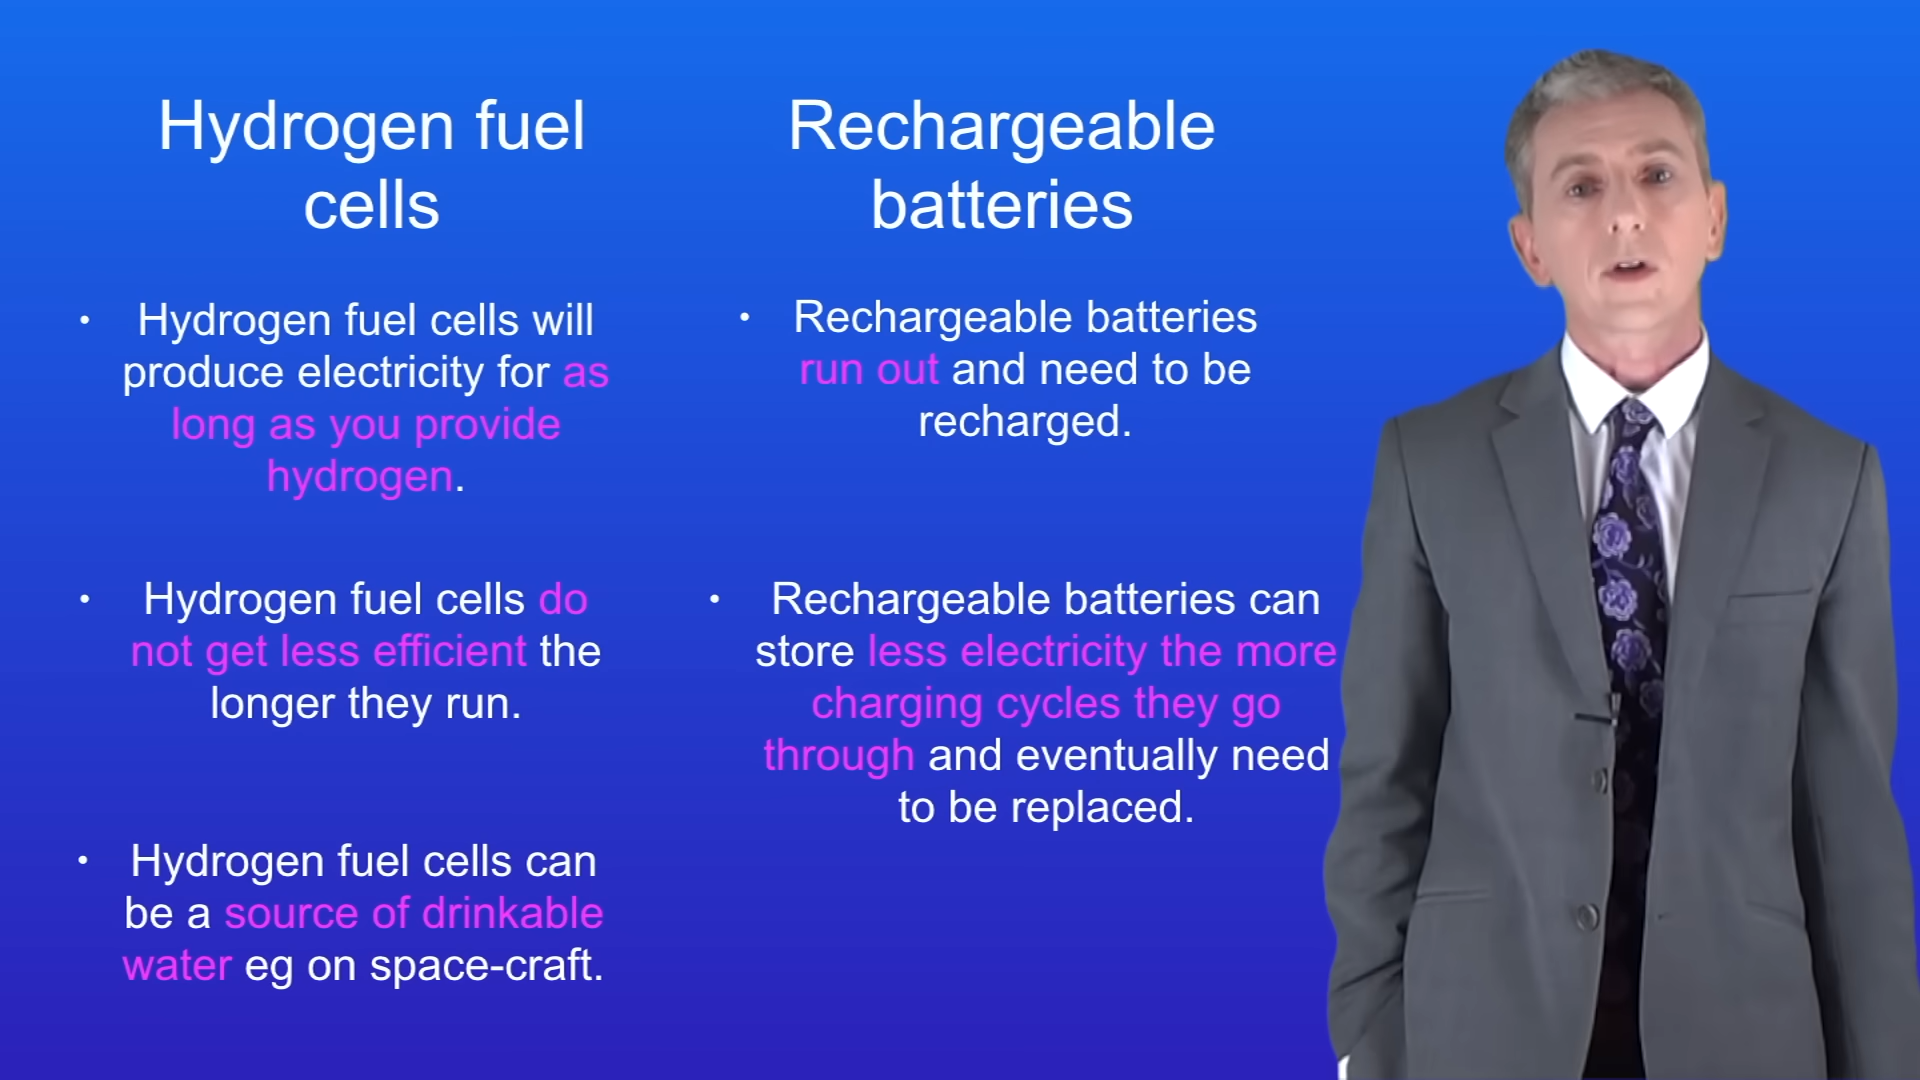 Hydrogen fuel
cells
• Hydrogen fuel cells will
produce electricity for as
long as you provide
hydrogen.
• Hydrogen fuel cells do
not get less efficient the
longer they run.
• Hydrogen fuel cells can
be a source of drinkable
water eg on space-craft.
Rechargeable
batteries
• Rechargeable batteries
run out and need to be
recharged.
• Rechargeable batteries can
store less electricity the more
charging cycles they go
through and eventually need
to be replaced.